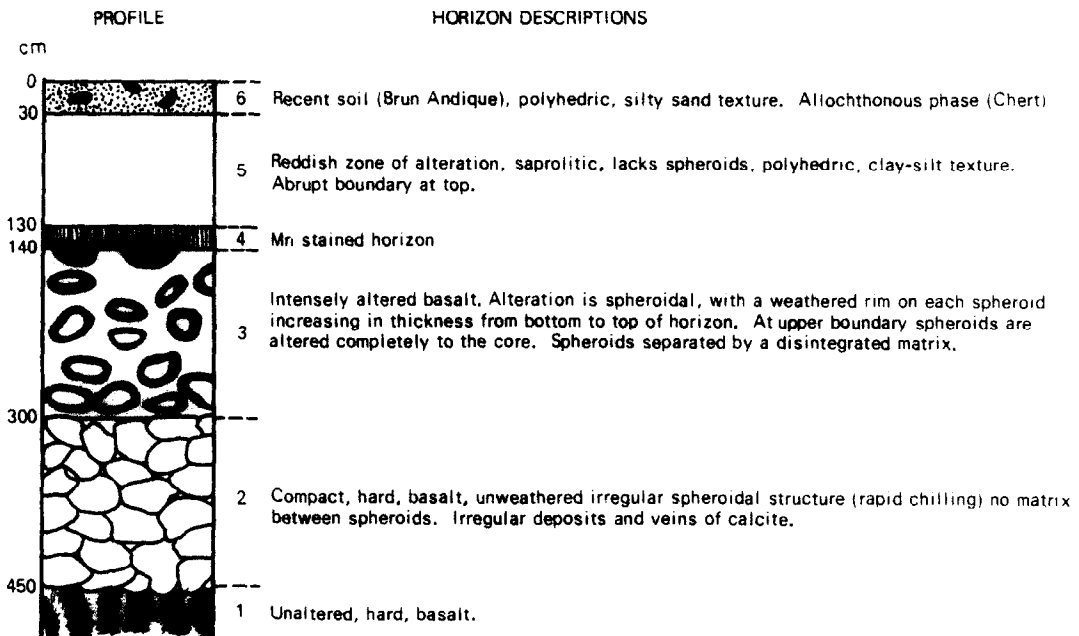 PROFILE
HORIZON DESCRIPTIONS
cm
0
30
130
140
300
450
6 Recent soil (Brun Andique), polyhedric, silty sand texture. Allochthonous phase (Chert)
5 Reddish zone of alteration, saprolitic, lacks spheroids, polyhedric, clay-silt texture.
Abrupt boundary at top.
4 Mn stained horizon
3 Intensely altered basalt. Alteration is spheroidal, with a weathered rim on each spheroid
increasing in thickness from bottom to top of horizon. At upper boundary spheroids are
altered completely to the core. Spheroids separated by a disintegrated matrix.
2 Compact, hard, basalt, unweathered irregular spheroidal structure (rapid chilling) no matrix
between spheroids. Irregular deposits and veins of calcite.
1 Unaltered, hard, basalt.